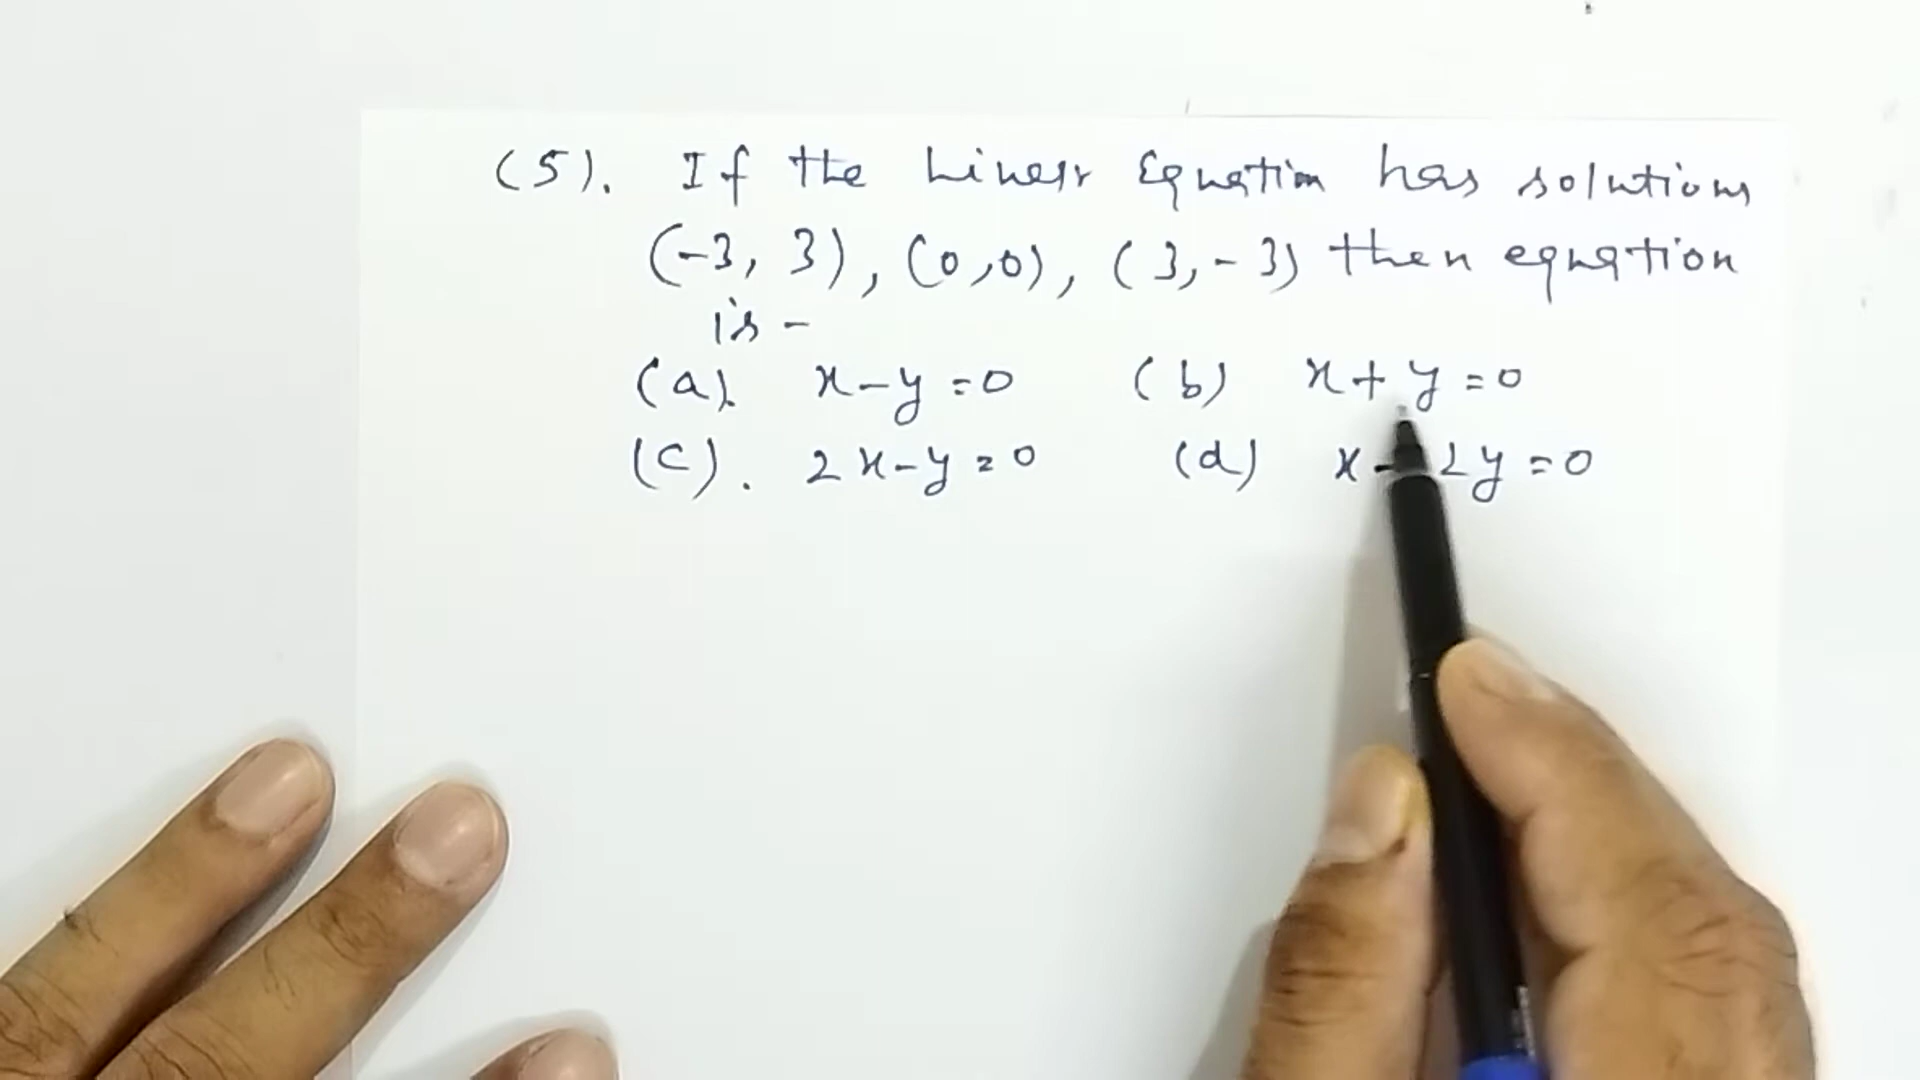 (5). If the Linear Equation has solutions
(-3, 3), (0,0), (3,-3) then equation
is -
(a). x-y=0 (b) x+y=0
(c). 2x-y=0 (d) x-2y=0